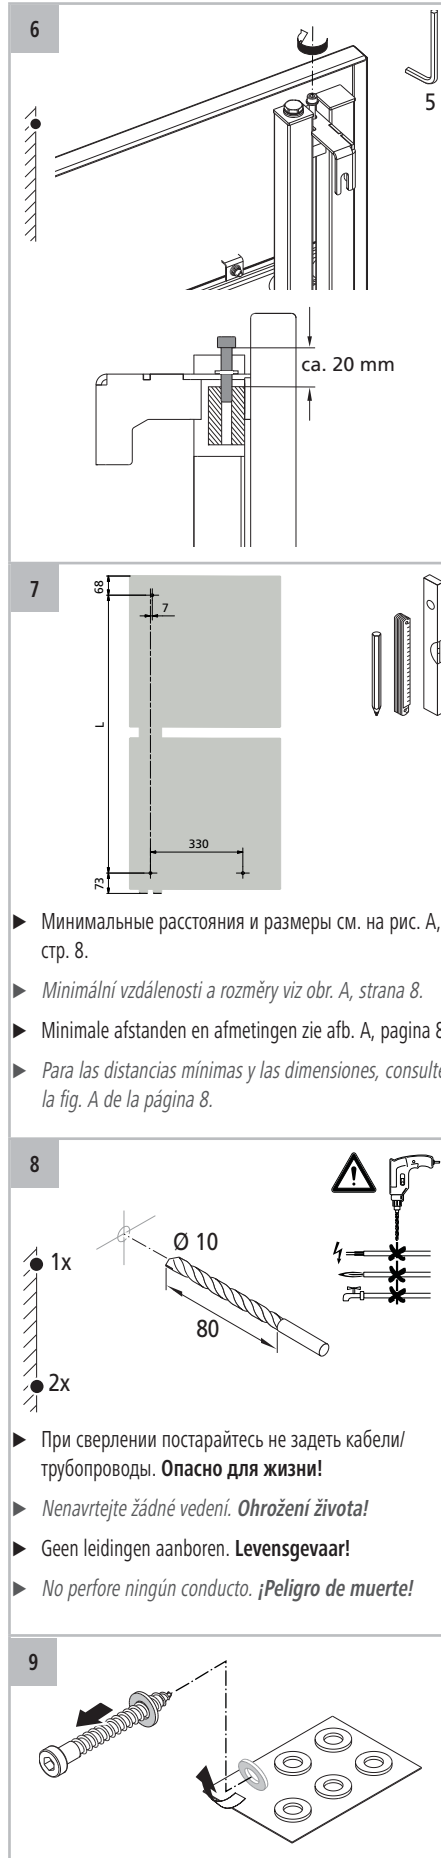 6
5
ca. 20 mm
7
68
7
L
330
73
▶ Минимальные расстояния и размеры см. на рис. A,
стр. 8.
▶ Minimální vzdálenosti a rozměry viz obr. A, strana 8.
▶ Minimale afstanden en afmetingen zie afb. A, pagina 8
▶ Para las distancias mínimas y las dimensiones, consulte
la fig. A de la página 8.
8
Ø 10
1x
80
2x
▶ При сверлении постарайтесь не задеть кабели/
трубопроводы. Опасно для жизни!
▶ Nenavrtejte žádné vedení. Ohrožení života!
▶ Geen leidingen aanboren. Levensgevaar!
▶ No perfore ningún conducto. ¡Peligro de muerte!
9